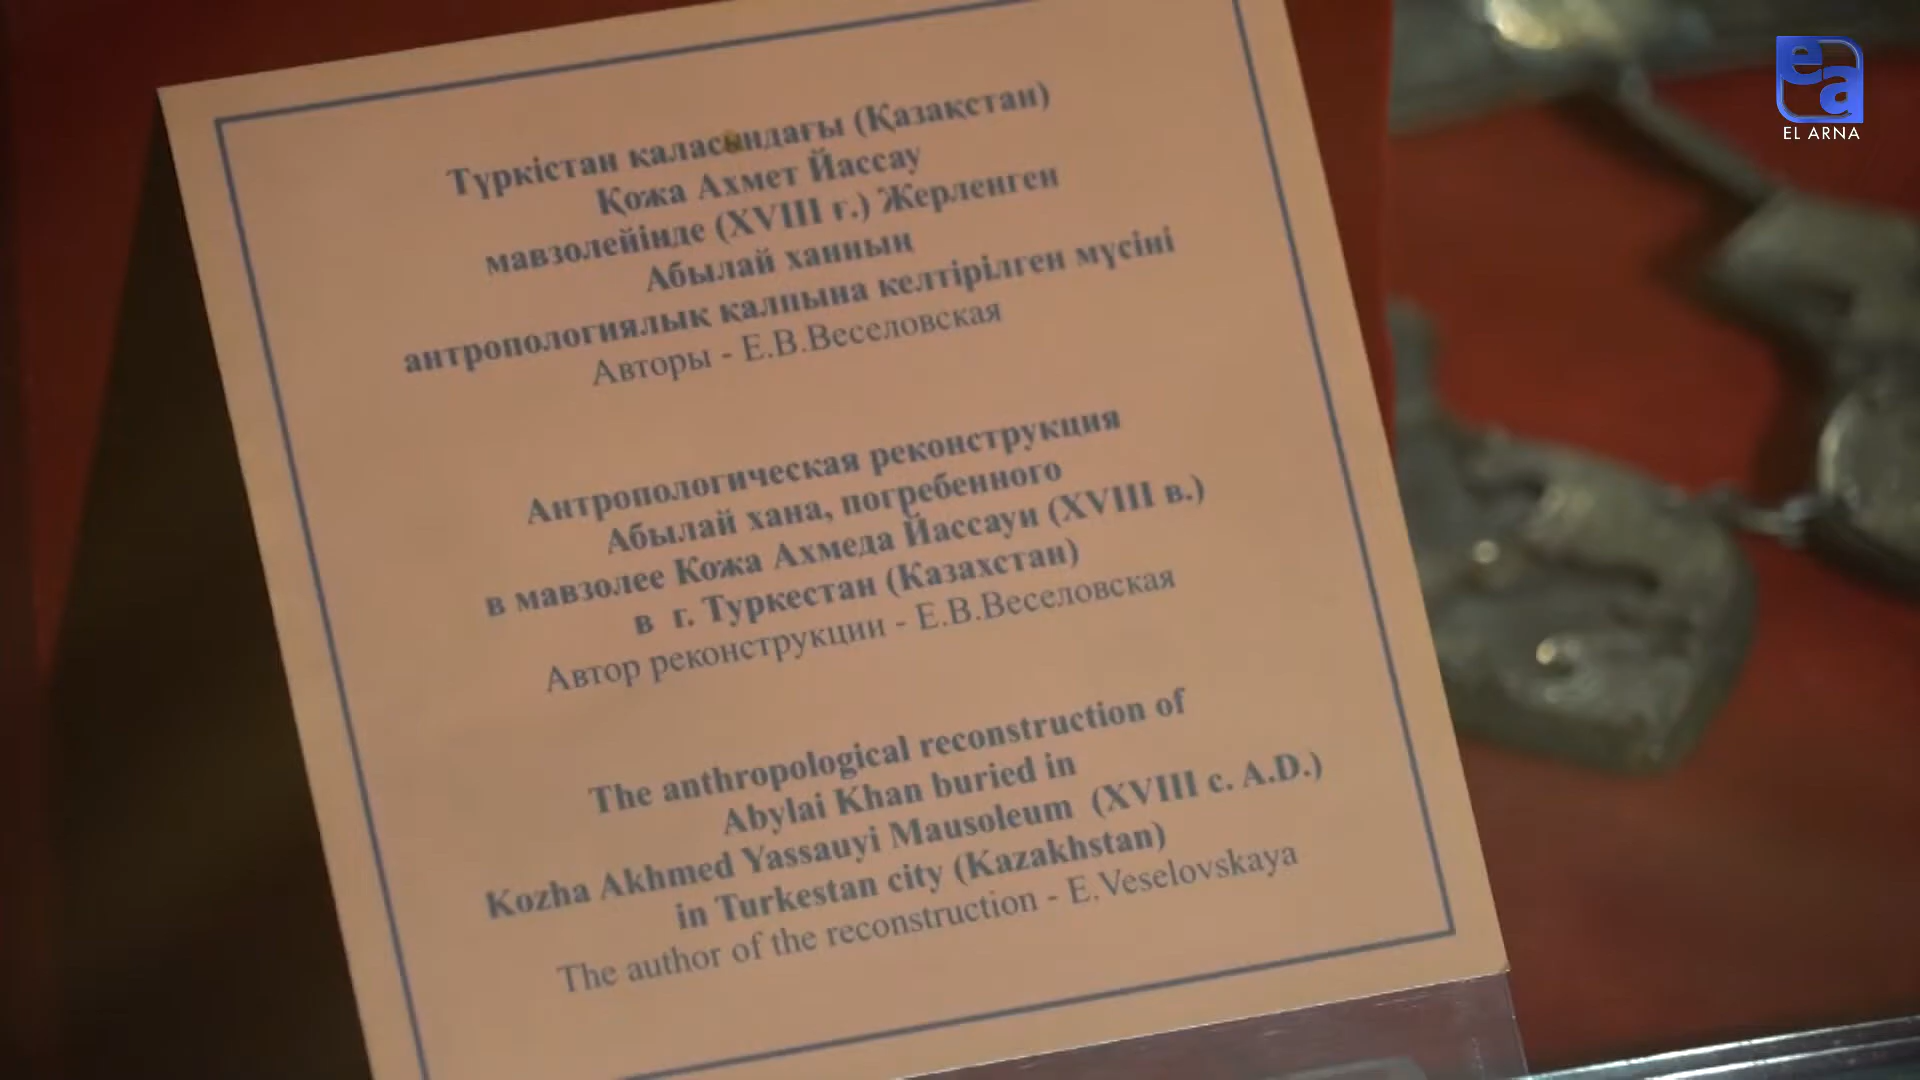 Түркістан қаласындағы (Қазақстан)
Қожа Ахмет Йассау
мавзолейінде (XVIII г.) Жерленген
Абылай ханның
антропологиялық қалпына келтірілген мүсіні
Авторы - Е.В.Веселовская
Антропологическая реконструкция
Абылай хана, погребенного
в мавзолее Кожа Ахмеда Йассауи (XVIII в.)
в г. Туркестан (Казахстан)
Автор реконструкции - Е.В.Веселовская
The anthropological reconstruction of
Abylai Khan buried in
Kozha Akhmed Yassauyi Mausoleum (XVIII c. A.D.)
in Turkestan city (Kazakhstan)
The author of the reconstruction - E.Veselovskaya
ea
EL ARNA